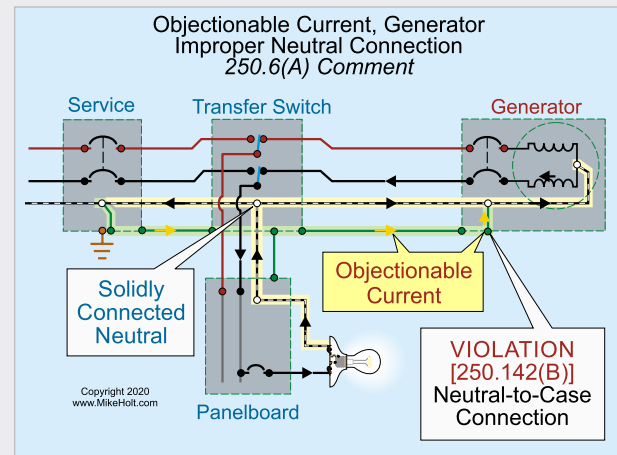 Objectionable Current, Generator
Improper Neutral Connection
250.6(A) Comment
Service
Transfer Switch
Generator
Solidly
Connected
Neutral
Objectionable
Current
VIOLATION
[250.142(B)]
Neutral-to-Case
Connection
Copyright 2020
www.MikeHolt.com
Panelboard